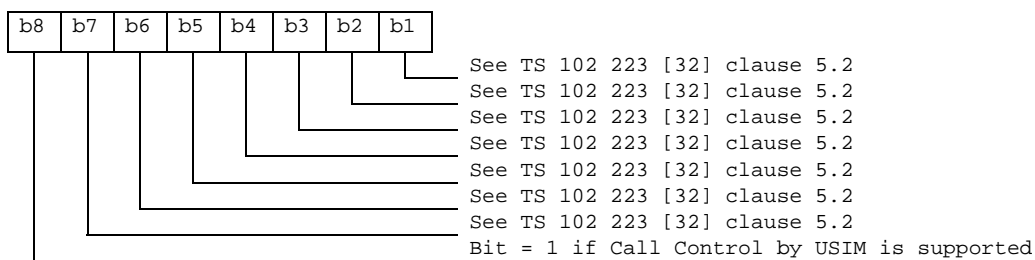 b8 b7 b6 b5 b4 b3 b2 b1
See TS 102 223 [32] clause 5.2
See TS 102 223 [32] clause 5.2
See TS 102 223 [32] clause 5.2
See TS 102 223 [32] clause 5.2
See TS 102 223 [32] clause 5.2
See TS 102 223 [32] clause 5.2
See TS 102 223 [32] clause 5.2
Bit = 1 if Call Control by USIM is supported